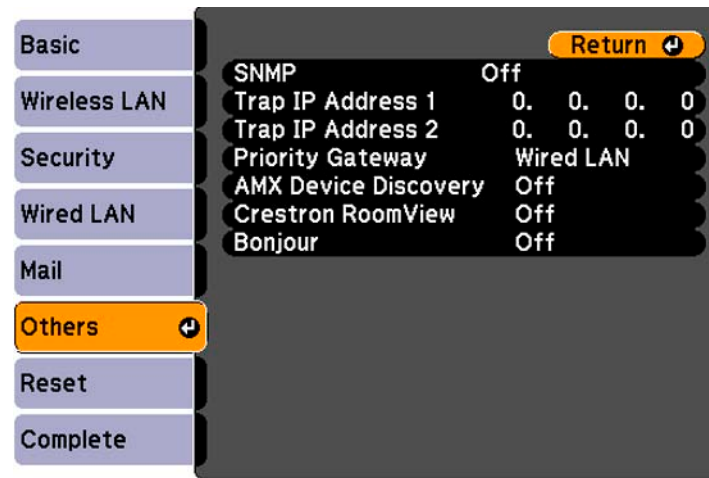 Basic
Wireless LAN
Security
Wired LAN
Mail
Others
Reset
Complete
Return
SNMP Off
Trap IP Address 1 0. 0. 0. 0
Trap IP Address 2 0. 0. 0. 0
Priority Gateway Wired LAN
AMX Device Discovery Off
Crestron RoomView Off
Bonjour Off